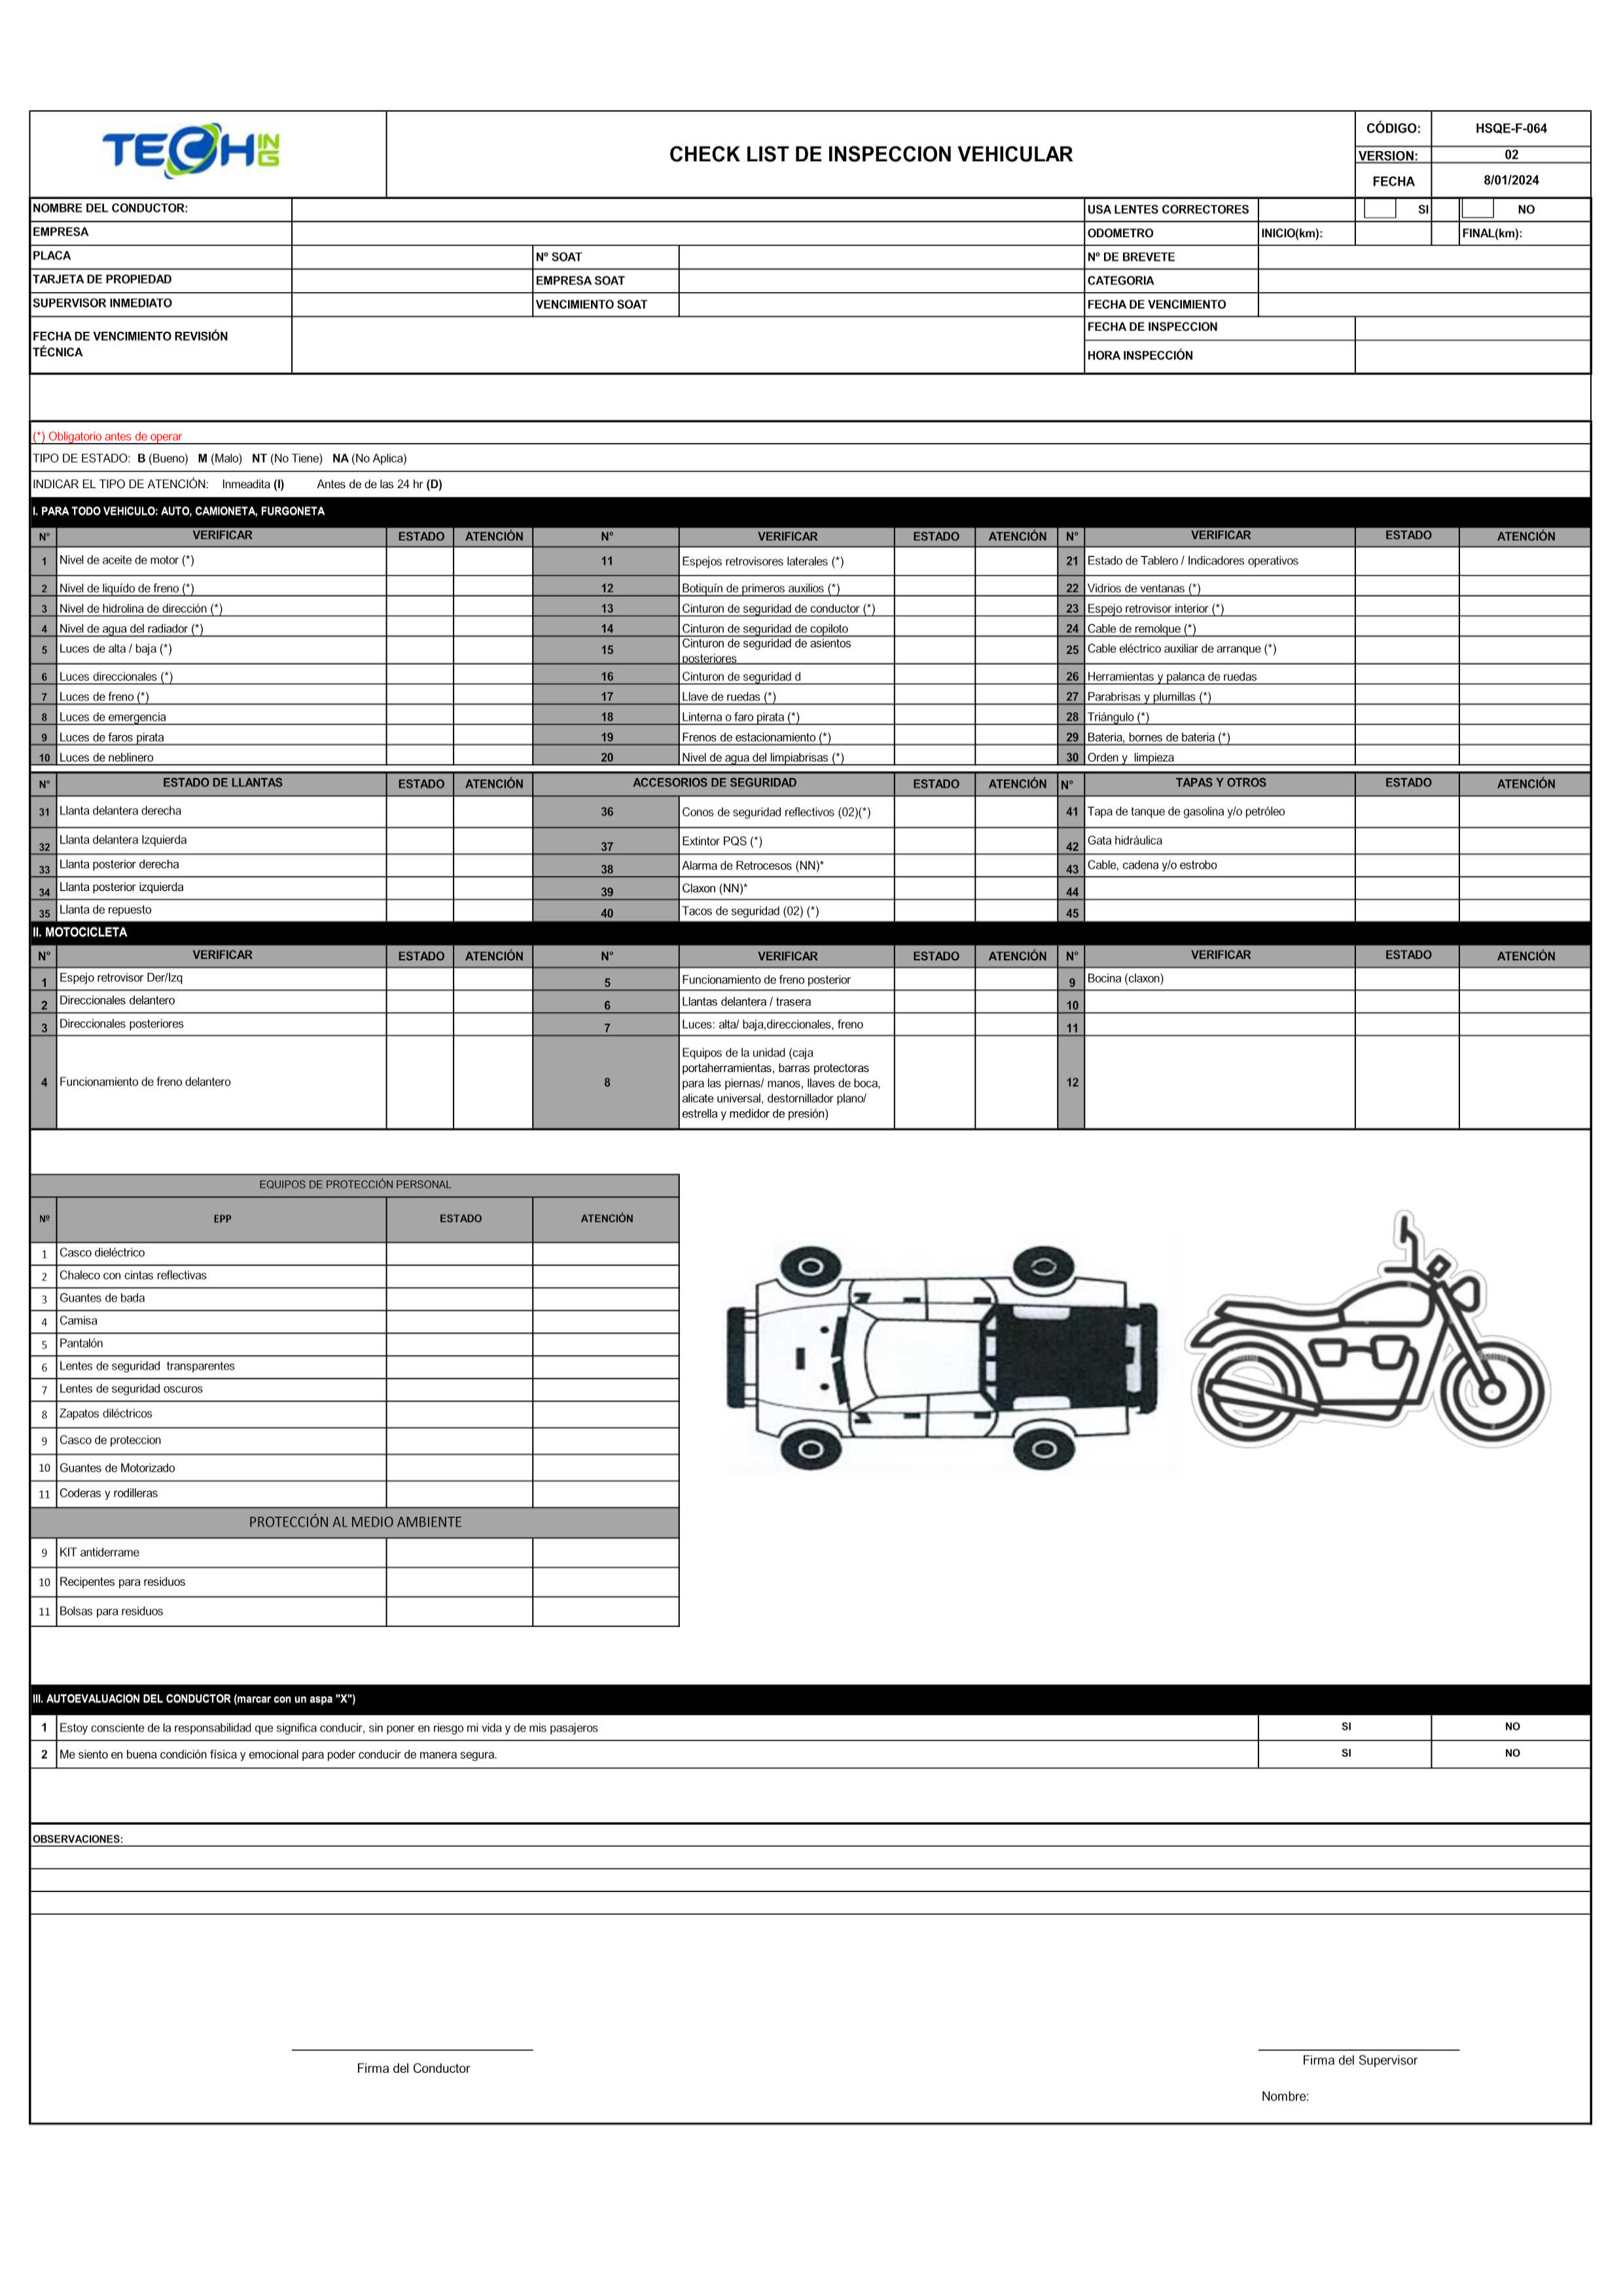 TECHING
CHECK LIST DE INSPECCION VEHICULAR
CÓDIGO: HSQE-F-064
VERSION: 02
FECHA 8/01/2024
NOMBRE DEL CONDUCTOR: USA LENTES CORRECTORES SI NO
EMPRESA ODOMETRO INICIO(km): FINAL(km):
PLACA Nº SOAT Nº DE BREVETE
TARJETA DE PROPIEDAD EMPRESA SOAT CATEGORIA
SUPERVISOR INMEDIATO VENCIMIENTO SOAT FECHA DE VENCIMIENTO
FECHA DE VENCIMIENTO REVISIÓN TÉCNICA
FECHA DE INSPECCION
HORA INSPECCIÓN
(*) Obligatorio antes de operar
TIPO DE ESTADO: B (Bueno) M (Malo) NT (No Tiene) NA (No Aplica)
INDICAR EL TIPO DE ATENCIÓN: Inmeadita (I) Antes de de las 24 hr (D)
I. PARA TODO VEHICULO: AUTO, CAMIONETA, FURGONETA
N° VERIFICAR ESTADO ATENCIÓN N° VERIFICAR ESTADO ATENCIÓN N° VERIFICAR ESTADO ATENCIÓN
1 Nivel de aceite de motor (*) 11 Espejos retrovisores laterales (*) 21 Estado de Tablero / Indicadores operativos
2 Nivel de liquído de freno (*) 12 Botiquín de primeros auxilios (*) 22 Vidrios de ventanas (*)
3 Nivel de hidrolina de dirección (*) 13 Cinturon de seguridad de conductor (*) 23 Espejo retrovisor interior (*)
4 Nivel de agua del radiador (*) 14 Cinturon de seguridad de copiloto 24 Cable de remolque (*)
5 Luces de alta / baja (*) 15 Cinturon de seguridad de asientos posteriores 25 Cable eléctrico auxiliar de arranque (*)
6 Luces direccionales (*) 16 Cinturon de seguridad d 26 Herramientas y palanca de ruedas
7 Luces de freno (*) 17 Llave de ruedas (*) 27 Parabrisas y plumillas (*)
8 Luces de emergencia 18 Linterna o faro pirata (*) 28 Triángulo (*)
9 Luces de faros pirata 19 Frenos de estacionamiento (*) 29 Bateria, bornes de bateria (*)
10 Luces de neblinero 20 Nivel de agua del limpiabrisas (*) 30 Orden y limpieza
N° ESTADO DE LLANTAS ESTADO ATENCIÓN ACCESORIOS DE SEGURIDAD ESTADO ATENCIÓN N° TAPAS Y OTROS ESTADO ATENCIÓN
31 Llanta delantera derecha 36 Conos de seguridad reflectivos (02)(*) 41 Tapa de tanque de gasolina y/o petróleo
32 Llanta delantera Izquierda 37 Extintor PQS (*) 42 Gata hidráulica
33 Llanta posterior derecha 38 Alarma de Retrocesos (NN)* 43 Cable, cadena y/o estrobo
34 Llanta posterior izquierda 39 Claxon (NN)* 44
35 Llanta de repuesto 40 Tacos de seguridad (02) (*) 45
II. MOTOCICLETA
N° VERIFICAR ESTADO ATENCIÓN N° VERIFICAR ESTADO ATENCIÓN N° VERIFICAR ESTADO ATENCIÓN
1 Espejo retrovisor Der/Izq 5 Funcionamiento de freno posterior 9 Bocina (claxon)
2 Direccionales delantero 6 Llantas delantera / trasera 10
3 Direccionales posteriores 7 Luces: alta/ baja,direccionales, freno 11
4 Funcionamiento de freno delantero 8 Equipos de la unidad (caja
portaherramientas, barras protectoras
para las piernas/ manos, llaves de boca,
alicate universal, destornillador plano/
estrella y medidor de presión) 12
EQUIPOS DE PROTECCIÓN PERSONAL
Nº EPP ESTADO ATENCIÓN
1 Casco dieléctrico
2 Chaleco con cintas reflectivas
3 Guantes de bada
4 Camisa
5 Pantalón
6 Lentes de seguridad transparentes
7 Lentes de seguridad oscuros
8 Zapatos diléctricos
9 Casco de proteccion
10 Guantes de Motorizado
11 Coderas y rodilleras
PROTECCIÓN AL MEDIO AMBIENTE
9 KIT antiderrame
10 Recipentes para residuos
11 Bolsas para residuos
III. AUTOEVALUACION DEL CONDUCTOR (marcar con un aspa "X")
1 Estoy consciente de la responsabilidad que significa conducir, sin poner en riesgo mi vida y de mis pasajeros SI NO
2 Me siento en buena condición física y emocional para poder conducir de manera segura. SI NO
OBSERVACIONES:
Firma del Conductor
Firma del Supervisor
Nombre: